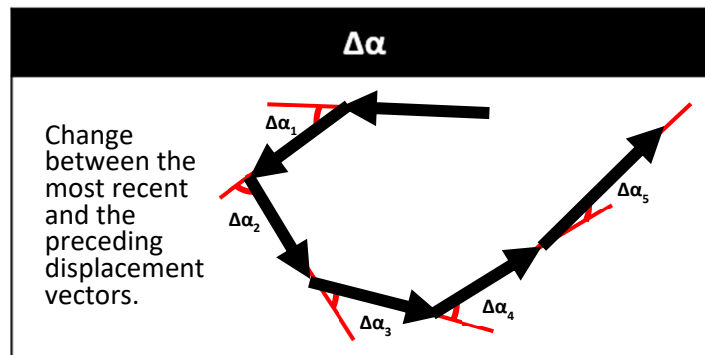 Δα
Change
between the
most recent
and the
preceding
displacement
vectors.
Δα₁
Δα₂
Δα₃
Δα₄
Δα₅